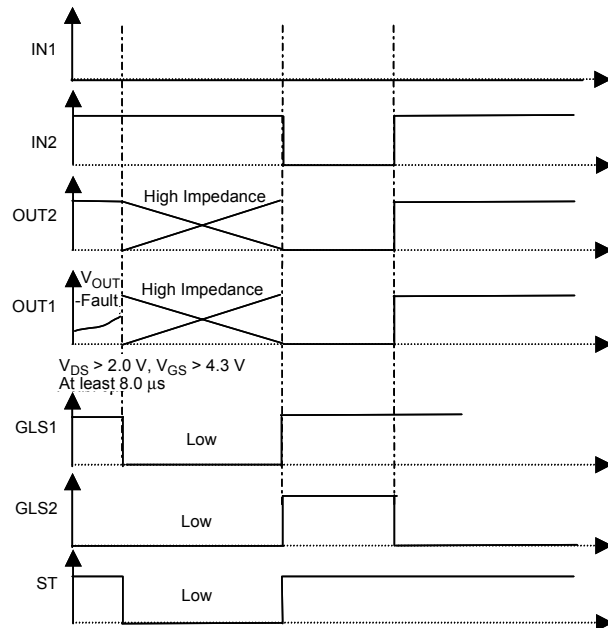 IN1
IN2
High Impedance
OUT2
VOUT
-Fault
High Impedance
OUT1
VDS > 2.0 V, VGS > 4.3 V
At least 8.0 μs
GLS1
Low
GLS2
Low
ST
Low